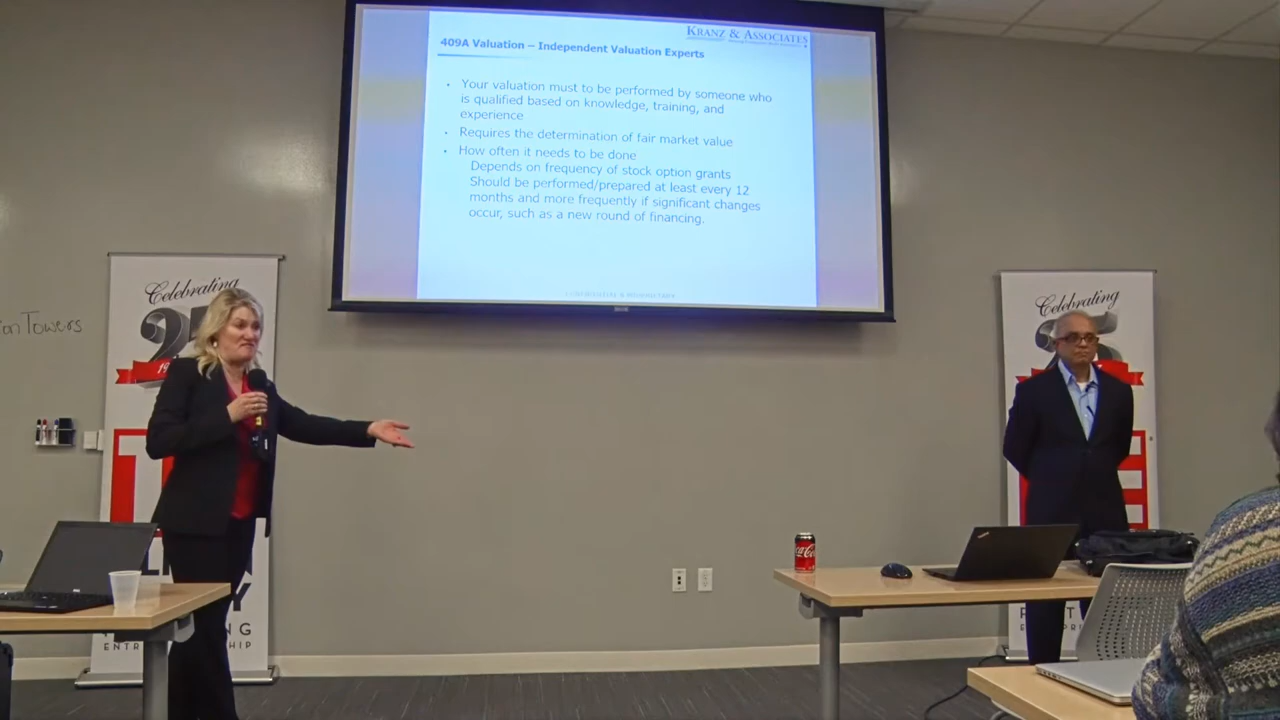 KRANZ & ASSOCIATES
409A Valuation – Independent Valuation Experts
• Your valuation must to be performed by someone who
is qualified based on knowledge, training, and
experience
• Requires the determination of fair market value
• How often it needs to be done
Depends on frequency of stock option grants
Should be performed/prepared at least every 12
months and more frequently if significant changes
occur, such as a new round of financing.
Celebrating
Celebrating
Towers
Coca-Cola